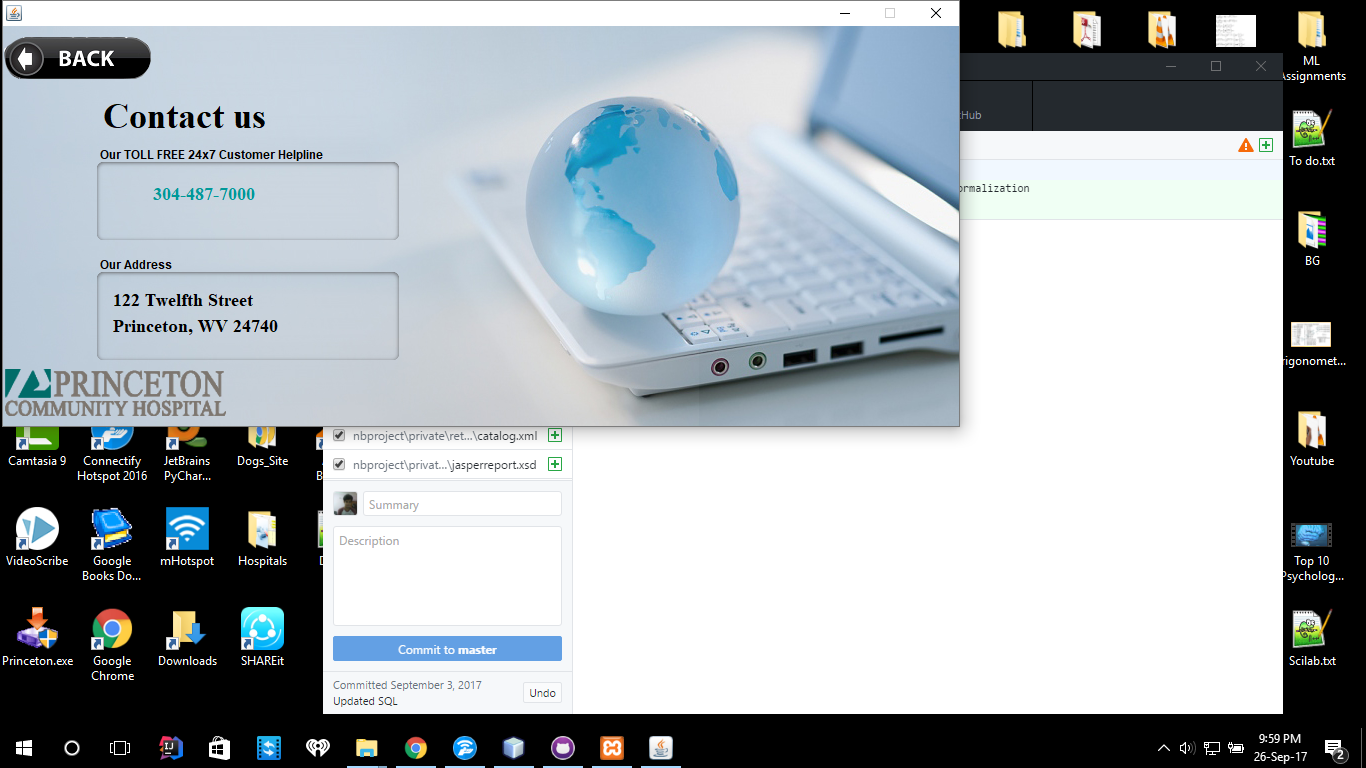 BACK
Contact us
Our TOLL FREE 24x7 Customer Helpline
304-487-7000
Our Address
122 Twelfth Street
Princeton, WV 24740
PRINCETON
COMMUNITY HOSPITAL
ML
Assignments
To do.txt
BG
Youtube
Top 10
Psycholog...
Scilab.txt
nbproject\private\ret...\catalog.xml
nbproject\privat...\jasperreport.xsd
Summary
Description
Commit to master
Committed September 3, 2017
Updated SQL
Undo
Camtasia 9
Connectify
Hotspot 2016
JetBrains
PyChar...
Dogs_Site
VideoScribe
Google
Books Do...
mHotspot
Hospitals
Princeton.exe
Google
Chrome
Downloads
SHAREit
9:59 PM
26-Sep-17
2